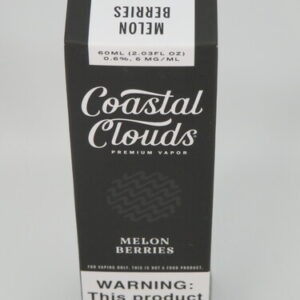 MELON
BERRIES
60ML (2.03FL OZ)
0.6%, 6 MG/ML
Coastal
Clouds
PREMIUM VAPOR
MELON
BERRIES
FOR VAPING ONLY. THIS IS NOT A FOOD PRODUCT.
WARNING:
This product